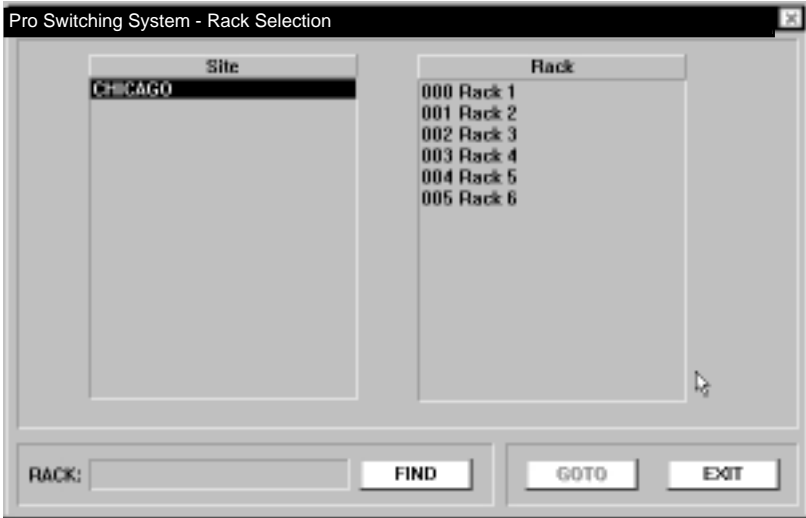 Pro Switching System - Rack Selection
Site
CHICAGO
Rack
000 Rack 1
001 Rack 2
002 Rack 3
003 Rack 4
004 Rack 5
005 Rack 6
RACK:
FIND
GOTO
EXIT